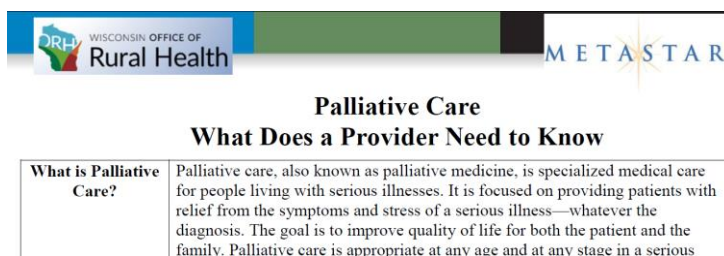 ORH
WISCONSIN OFFICE OF
Rural Health
METASTAR
Palliative Care
What Does a Provider Need to Know
What is Palliative
Care?
Palliative care, also known as palliative medicine, is specialized medical care
for people living with serious illnesses. It is focused on providing patients with
relief from the symptoms and stress of a serious illness—whatever the
diagnosis. The goal is to improve quality of life for both the patient and the
family. Palliative care is appropriate at any age and at any stage in a serious